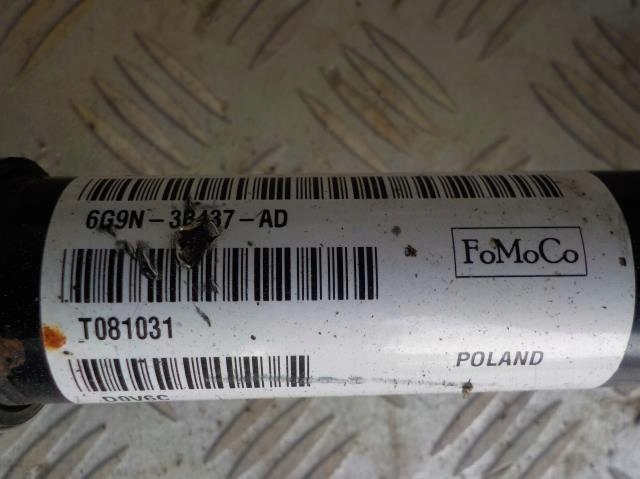 6G9N-3B437-AD
FoMoCo
T081031
POLAND